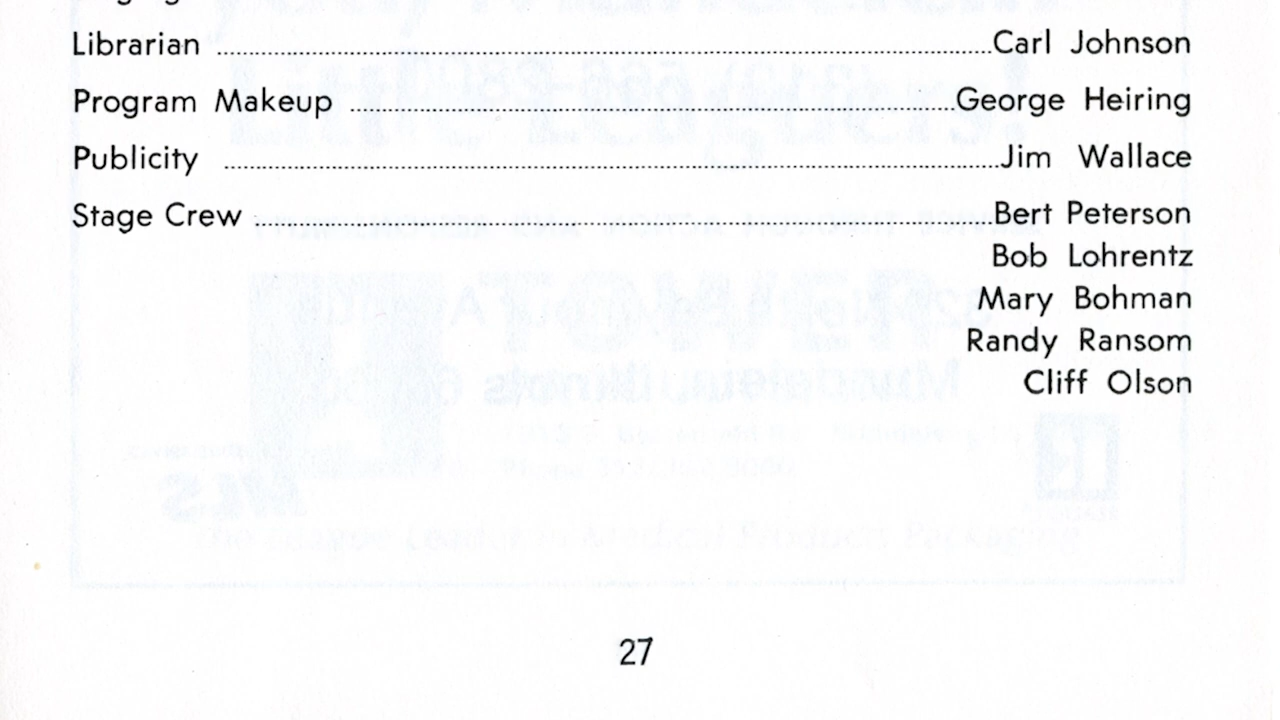 Librarian ........................................ Carl Johnson
Program Makeup ........................................ George Heiring
Publicity ........................................ Jim Wallace
Stage Crew ........................................ Bert Peterson
Bob Lohrentz
Mary Bohman
Randy Ransom
Cliff Olson
27